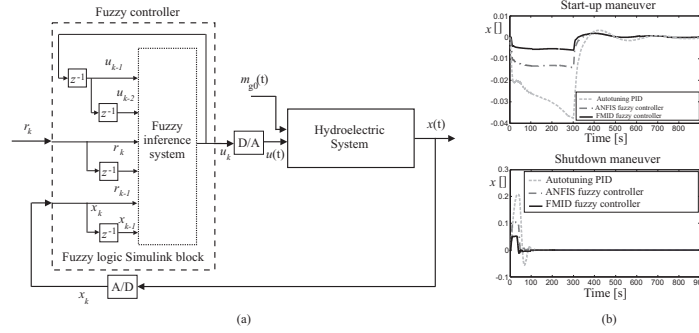 Fuzzy controller
z-1
u k-1
u k-2
z-1
r k
r k
z-1
r k-1
x k
x k-1
z-1
Fuzzy
inference
system
Fuzzy logic Simulink block
u k
D/A
u(t)
m g0 (t)
Hydroelectric
System
x(t)
A/D
x k
(a)
Start-up maneuver
x []
0.01
0
-0.01
-0.02
-0.03
-0.04
Autotuning PID
ANFIS fuzzy controller
FMID fuzzy controller
0 100 200 300 400 500 600 700 800
Time [s]
Shutdown maneuver
x []
0.3
0.2
0.1
0
-0.1
Autotuning PID
ANFIS fuzzy controller
FMID fuzzy controller
0 100 200 300 400 500 600 700 800 900
Time [s]
(b)